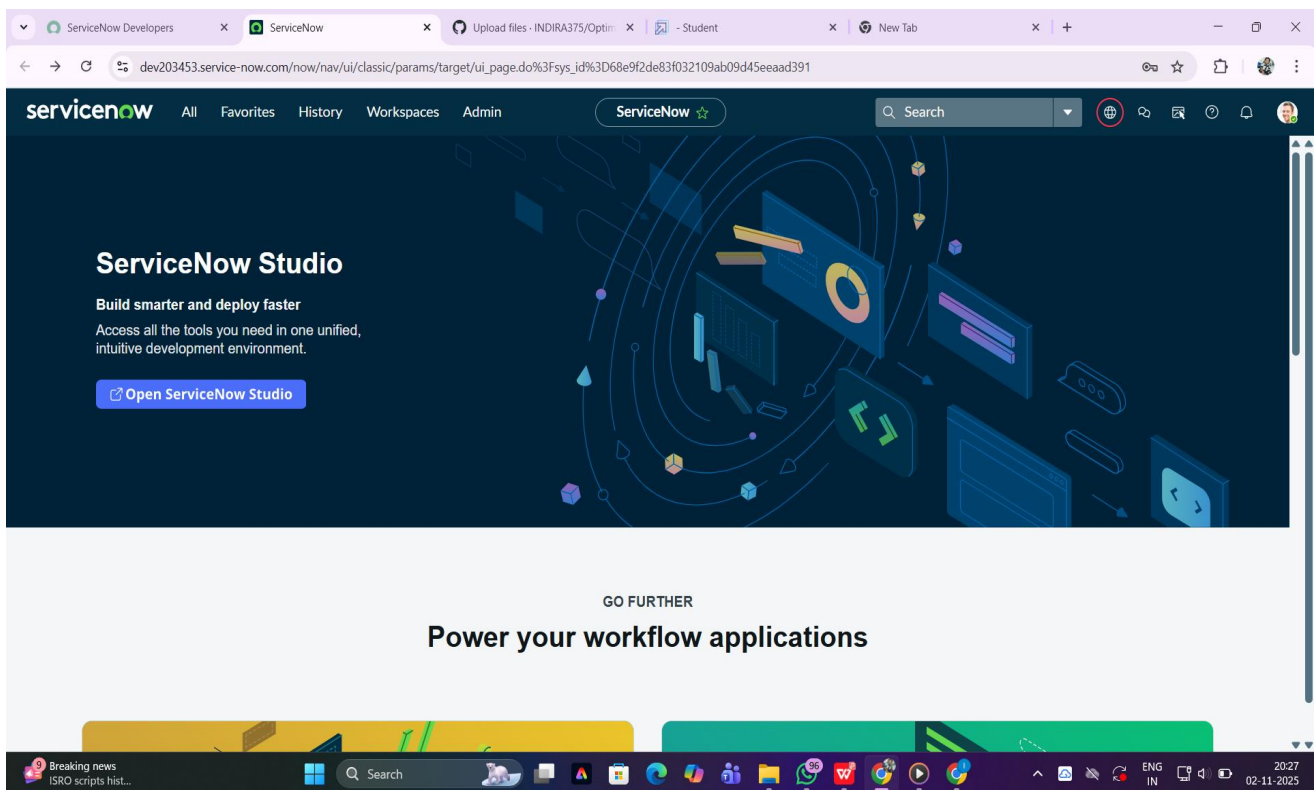 ServiceNow Developers
ServiceNow
Upload files · INDIRA375/Optim
- Student
New Tab
dev203453.service-now.com/now/nav/ui/classic/params/target/ui_page.do%3Fsys_id%3D68e9f2de83f032109ab09d45eeaad391
servicenow All Favorites History Workspaces Admin ServiceNow Search
ServiceNow Studio
Build smarter and deploy faster
Access all the tools you need in one unified,
intuitive development environment.
Open ServiceNow Studio
GO FURTHER
Power your workflow applications
9 Breaking news
ISRO scripts hist...
Search
96
ENG
IN
20:27
02-11-2025